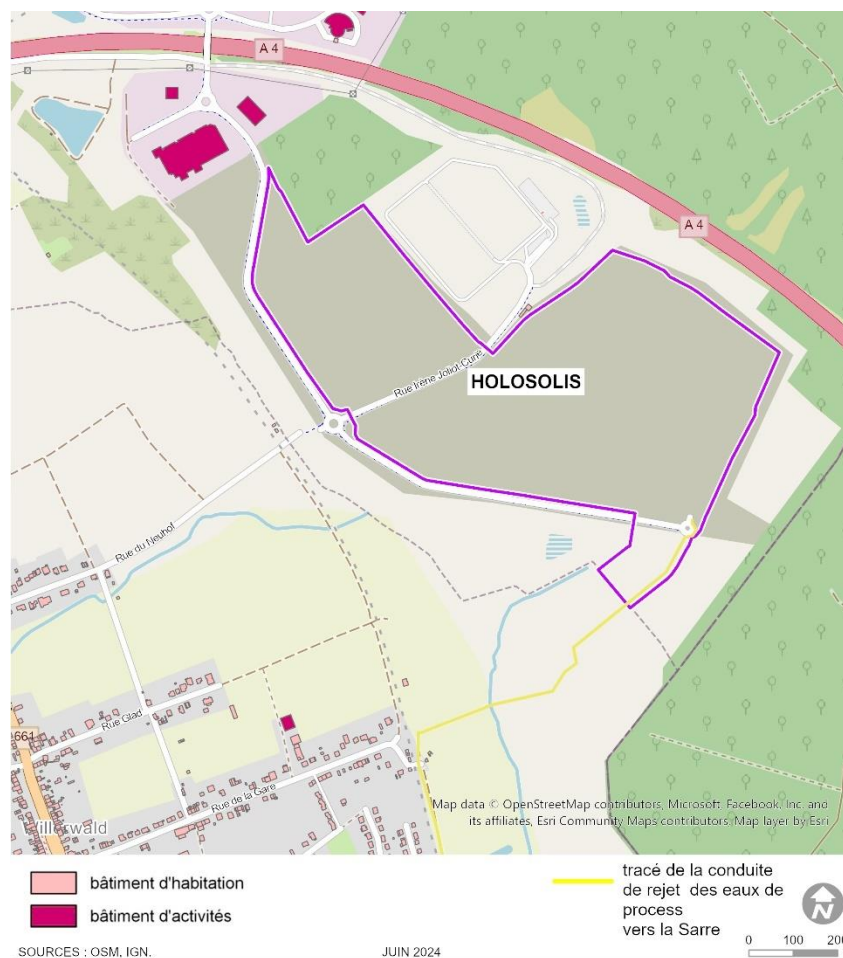 A 4
A 4
Rue Irène Joliot-Curie
HOLOSOLIS
Rue du Neuhof
Rue Glad
661
Rue de la Gare
Willerwald
Map data © OpenStreetMap contributors, Microsoft, Facebook, Inc. and
its affiliates, Esri Community Maps contributors, Map layer by Esri
bâtiment d'habitation
bâtiment d'activités
tracé de la conduite
de rejet des eaux de
process
vers la Sarre
N
0 100 200
SOURCES : OSM, IGN.
JUIN 2024